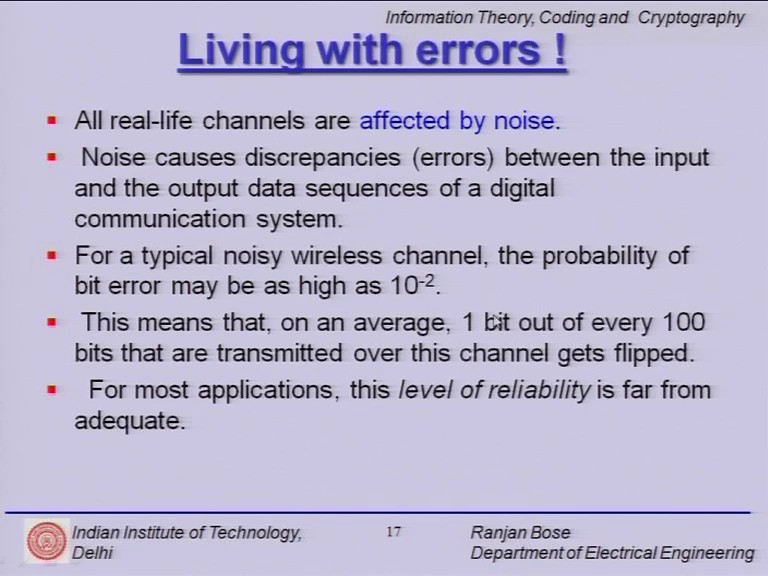 Information Theory, Coding and Cryptography
Living with errors !
All real-life channels are affected by noise.
Noise causes discrepancies (errors) between the input
and the output data sequences of a digital
communication system.
For a typical noisy wireless channel, the probability of
bit error may be as high as 10⁻².
This means that, on an average, 1 bit out of every 100
bits that are transmitted over this channel gets flipped.
For most applications, this level of reliability is far from
adequate.
Indian Institute of Technology,
Delhi
17
Ranjan Bose
Department of Electrical Engineering